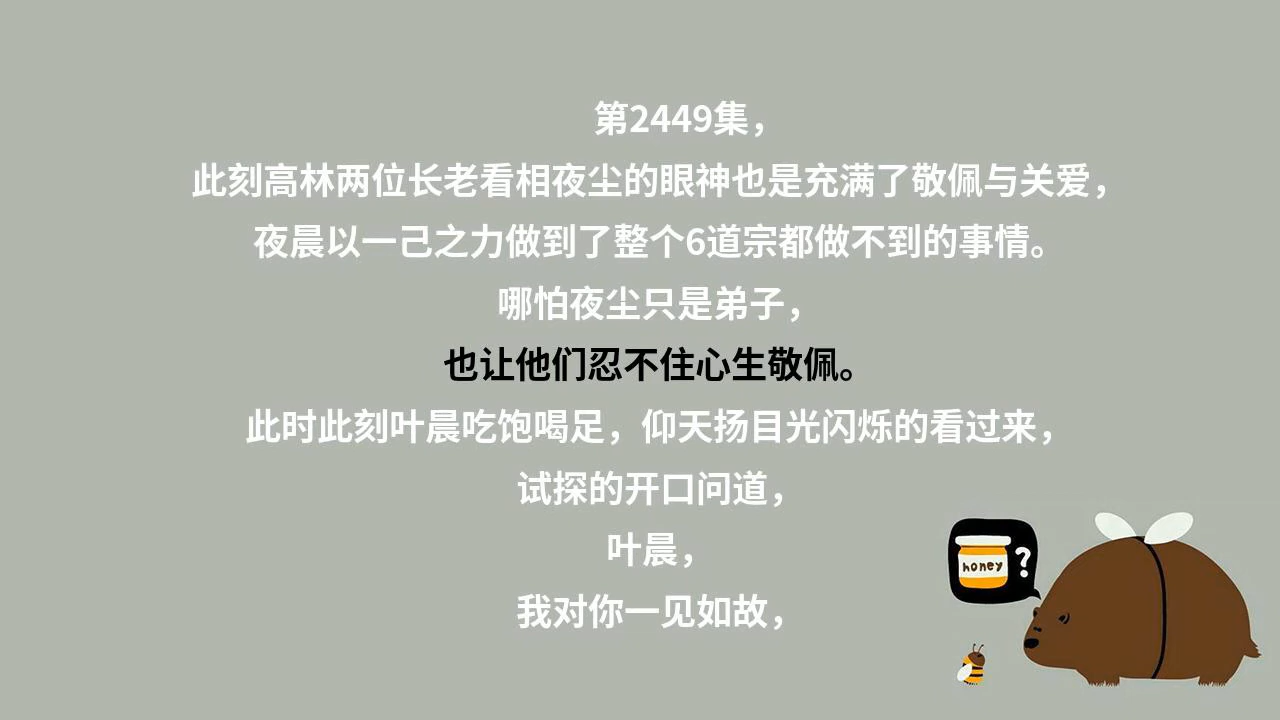 第2449集，
此刻高林两位长老看相夜尘的眼神也是充满了敬佩与关爱，
夜晨以一己之力做到了整个6道宗都做不到的事情。
哪怕夜尘只是弟子，
也让他们忍不住心生敬佩。
此时此刻叶晨吃饱喝足，仰天扬目光闪烁的看过来，
试探的开口问道，
叶晨，
我对你一见如故，
honey ?